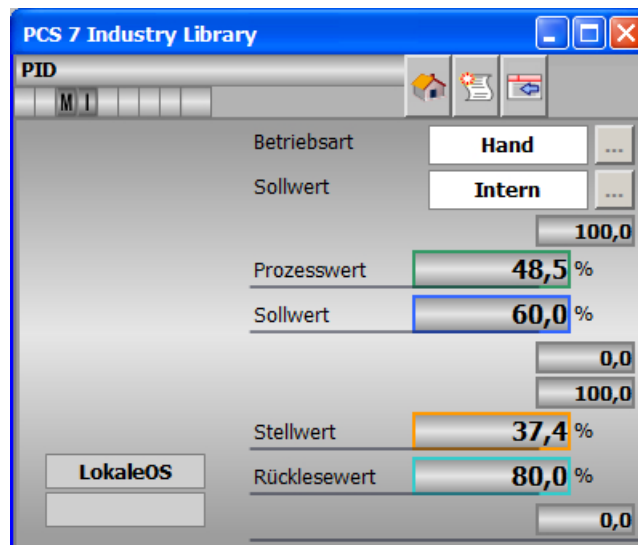 PCS 7 Industry Library
PID
M I
Betriebsart Hand ...
Sollwert Intern ...
100,0
Prozesswert 48,5 %
Sollwert 60,0 %
0,0
100,0
Stellwert 37,4 %
LokaleOS
Rücklesewert 80,0 %
0,0